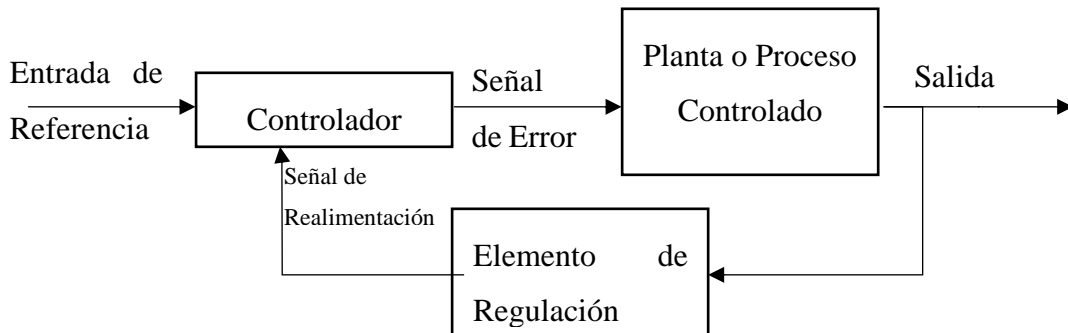 Entrada de
Referencia
Controlador
Señal
de Error
Planta o Proceso
Controlado
Salida
Señal de
Realimentación
Elemento de
Regulación